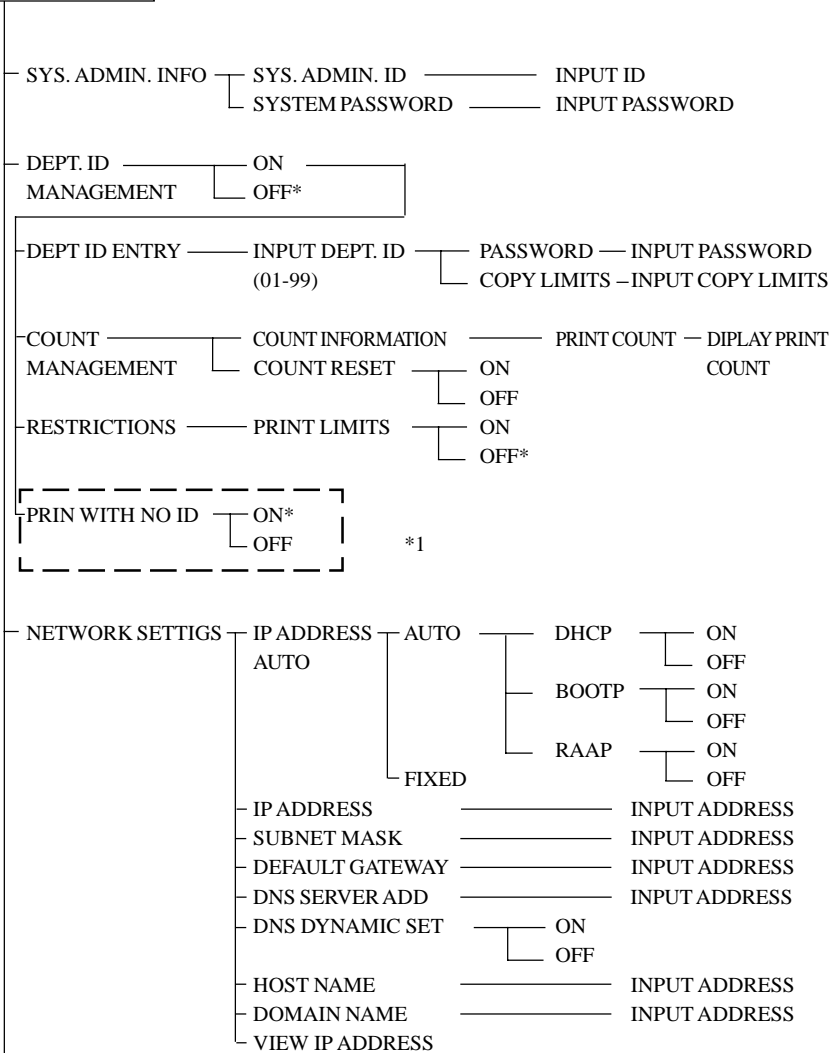 SYS. ADMIN. INFO SYS. ADMIN. ID INPUT ID
SYSTEM PASSWORD INPUT PASSWORD
DEPT. ID ON
MANAGEMENT OFF*
DEPT ID ENTRY INPUT DEPT. ID PASSWORD INPUT PASSWORD
(01-99) COPY LIMITS INPUT COPY LIMITS
COUNT COUNT INFORMATION PRINT COUNT DIPLAY PRINT
MANAGEMENT COUNT RESET ON COUNT
OFF
RESTRICTIONS PRINT LIMITS ON
OFF*
PRIN WITH NO ID ON*
OFF *1
NETWORK SETTIGS IP ADDRESS AUTO DHCP ON
AUTO OFF
BOOTP ON
OFF
RAAP ON
FIXED OFF
IP ADDRESS INPUT ADDRESS
SUBNET MASK INPUT ADDRESS
DEFAULT GATEWAY INPUT ADDRESS
DNS SERVER ADD INPUT ADDRESS
DNS DYNAMIC SET ON
OFF
HOST NAME INPUT ADDRESS
DOMAIN NAME INPUT ADDRESS
VIEW IP ADDRESS